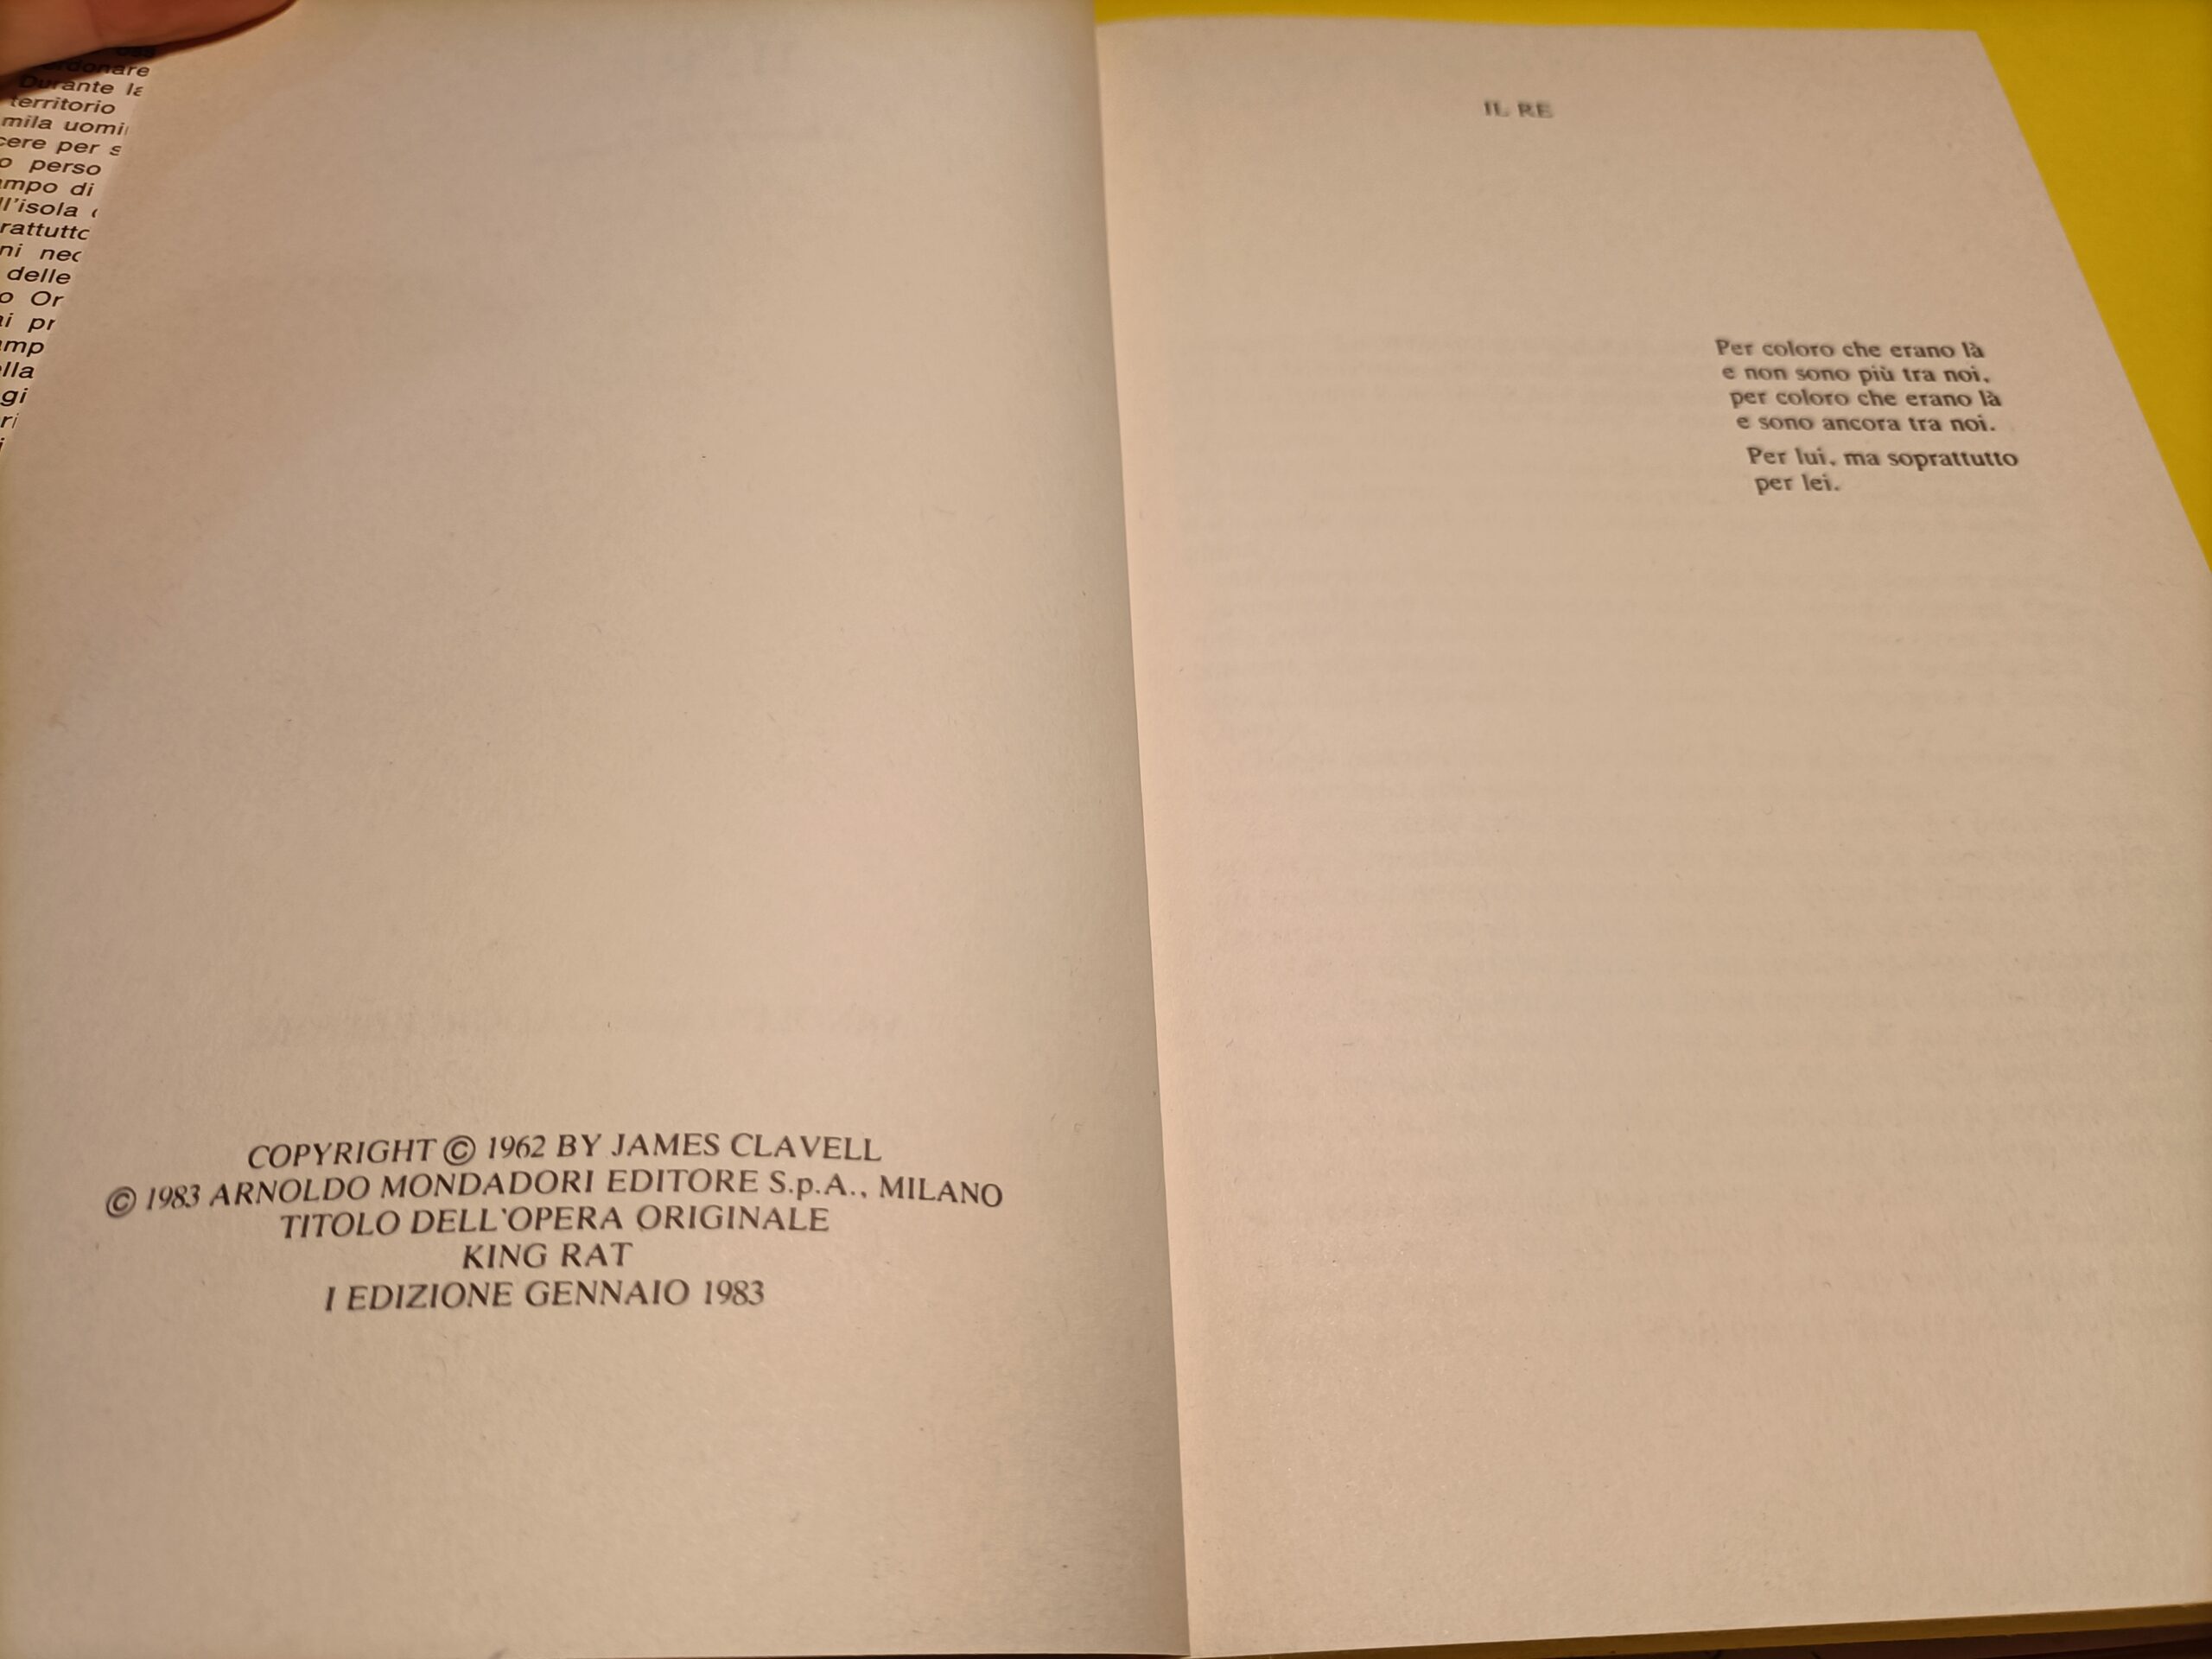 Durante
territorio
mila
per
perso
di
l'isola
delle
COPYRIGHT © 1962 BY JAMES CLAVELL
© 1983 ARNOLDO MONDADORI EDITORE S.p.A., MILANO
TITOLO DELL'OPERA ORIGINALE
KING RAT
I EDIZIONE GENNAIO 1983
IL RE
Per coloro che erano là
e non sono più tra noi,
per coloro che erano là
e sono ancora tra noi.
Per lui, ma soprattutto
per lei.